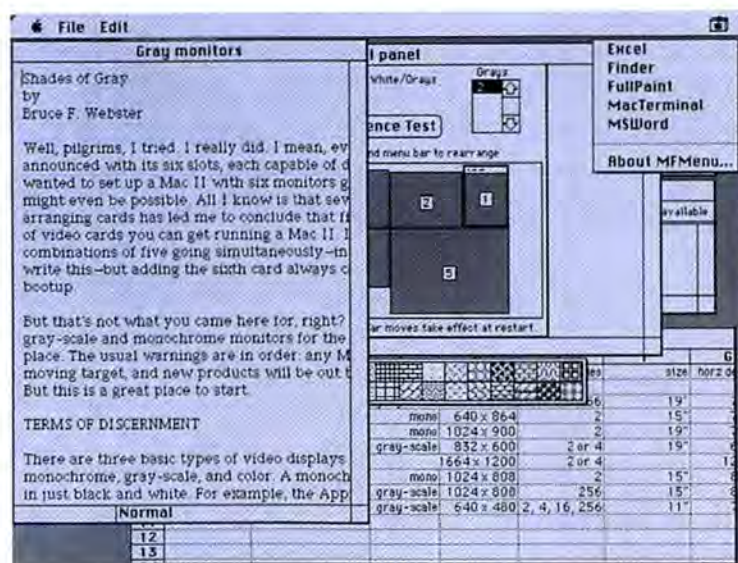 File Edit
Gray monitors
Shades of Gray
by
Bruce F. Webster
Well, pilgrims, I tried. I really did. I mean, ev
announced with its six slots, each capable of d
wanted to set up a Mac II with six monitors g
might even be possible. All I know is that sev
arranging cards has led me to conclude that fi
of video cards you can get running a Mac II. I
combinations of five going simultaneously—in
write this—but adding the sixth card always c
bootup.
But that's not what you came here for, right?
gray-scale and monochrome monitors for the
place. The usual warnings are in order: any M
moving target, and new products will be out t
But this is a great place to start.
TERMS OF DISCERNMENT
There are three basic types of video displays
monochrome, gray-scale, and color. A monoch
in just black and white. For example, the App
Normal
l panel
White/Grays
Grays
2
ence Test)
nd menu bar to rearrange
2
1
5
ar moves take effect at restart.
Excel
Finder
FullPaint
MacTerminal
MSWord
About MFMenu...
available
G
es size horz de
66 19"
mono 640 x 864 2 15"
mono 1024 x 900 2 19"
gray-scale 832 x 600 2 or 4 19"
1664 x 1200 2 or 4 12
mono 1024 x 808 2 15" 8
gray-scale 1024 x 808 256 15" 8
gray-scale 640 x 480 2, 4, 16, 256 11"
12
13